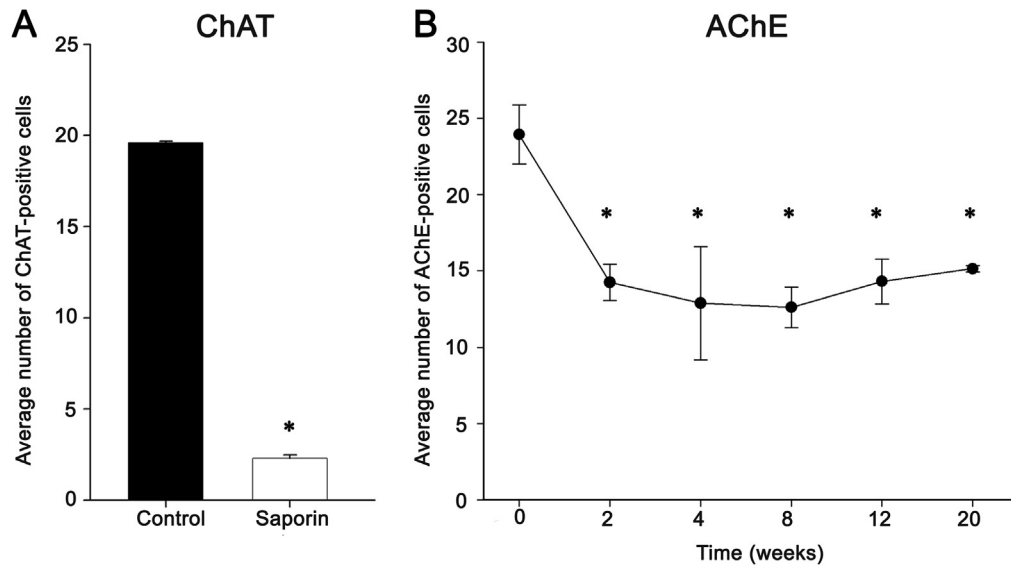 A
ChAT
Average number of ChAT-positive cells
25
20
15
10
5
0
*
Control
Saporin
B
AChE
Average number of AChE-positive cells
30
25
20
15
10
5
0
* * * * *
0 2 4 8 12 20
Time (weeks)